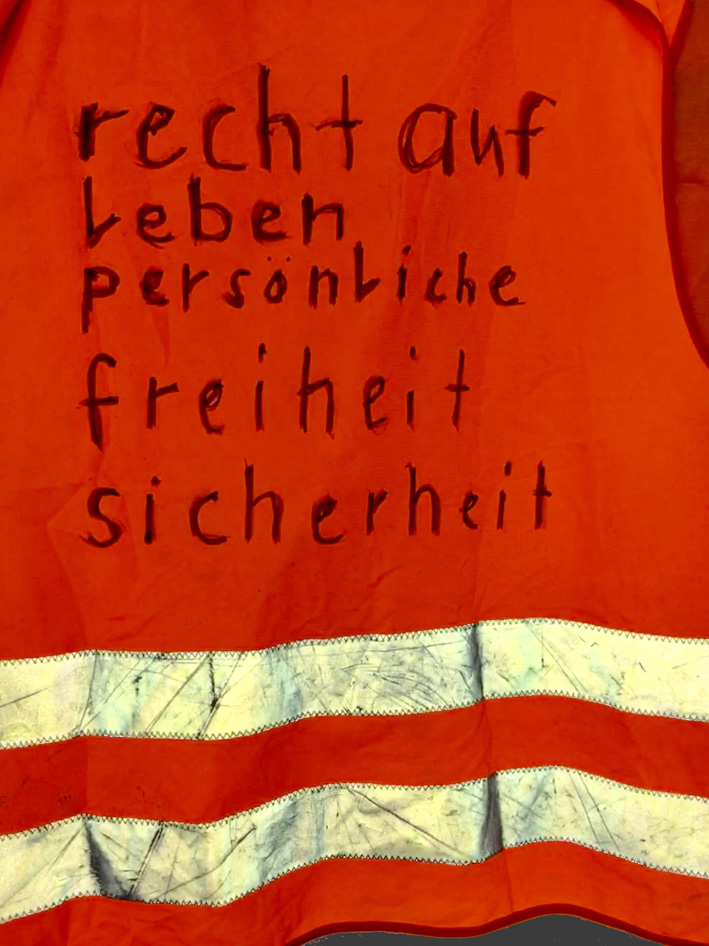 recht auf
leben
persönliche
freiheit
sicherheit